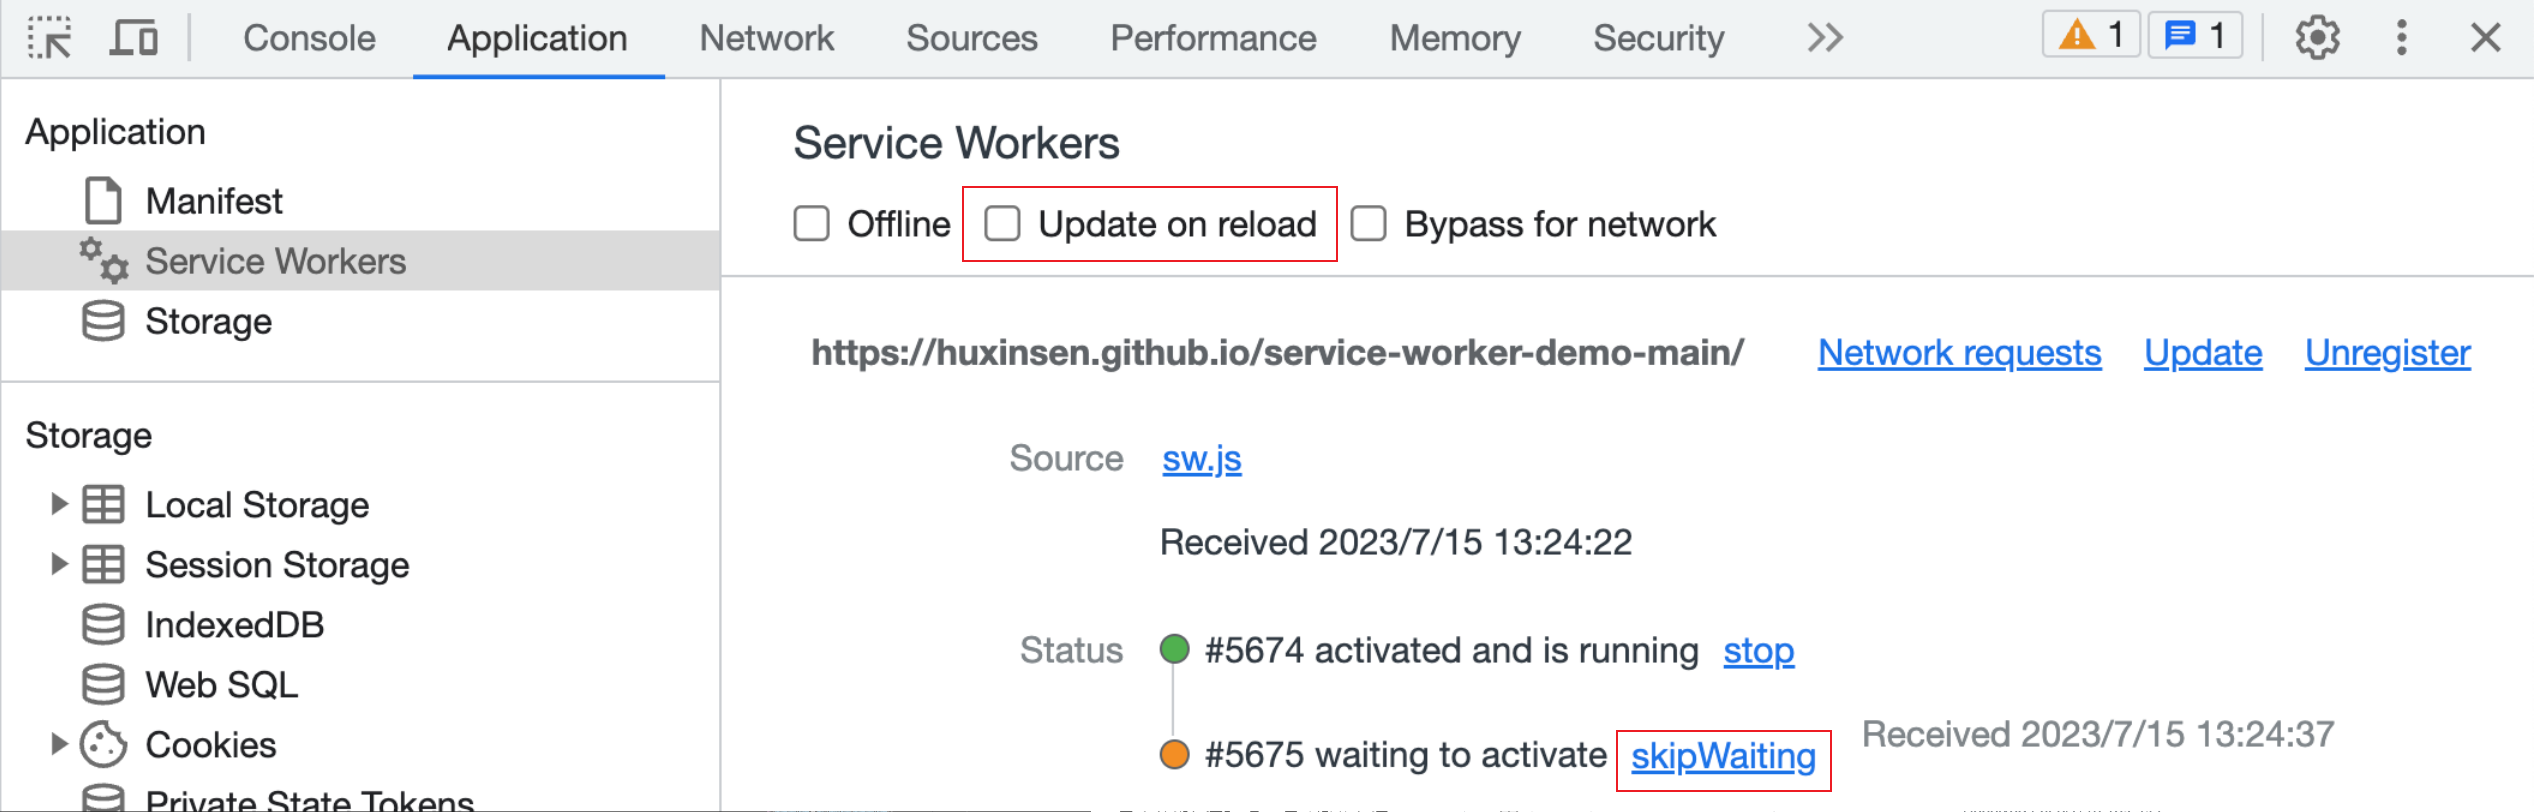 Console Application Network Sources Performance Memory Security 1 1
Application
Manifest
Service Workers
Storage
Storage
Local Storage
Session Storage
IndexedDB
Web SQL
Cookies
Private State Tokens
Service Workers
Offline Update on reload Bypass for network
https://huxinsen.github.io/service-worker-demo-main/ Network requests Update Unregister
Source sw.js
Received 2023/7/15 13:24:22
Status #5674 activated and is running stop
#5675 waiting to activate skipWaiting Received 2023/7/15 13:24:37